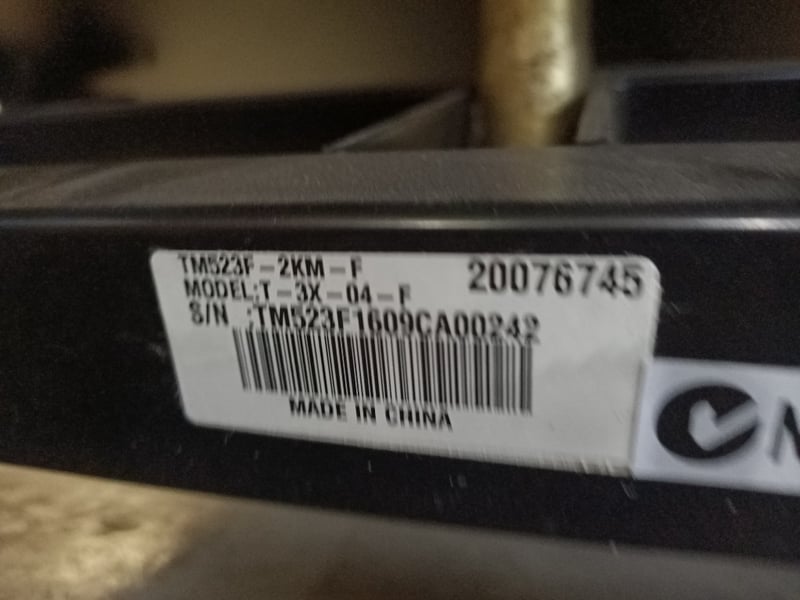 TM523F-2KM-F 20076745
MODEL:T-3X-04-F
S/N :TM523F1609CA00242
MADE IN CHINA